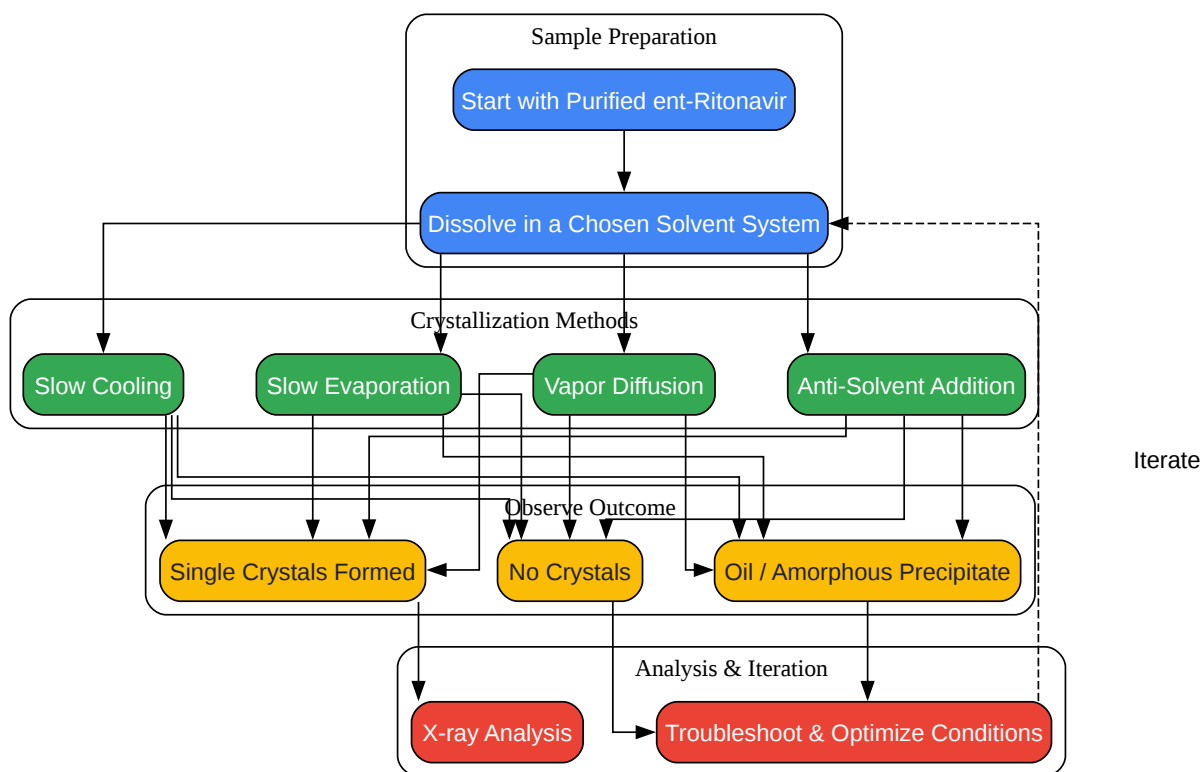 Sample Preparation
Start with Purified ent-Ritonavir
Dissolve in a Chosen Solvent System
Crystallization Methods
Slow Cooling
Slow Evaporation
Vapor Diffusion
Anti-Solvent Addition
Iterate
Observe Outcome
Single Crystals Formed
No Crystals
Oil / Amorphous Precipitate
Analysis & Iteration
X-ray Analysis
Troubleshoot & Optimize Conditions